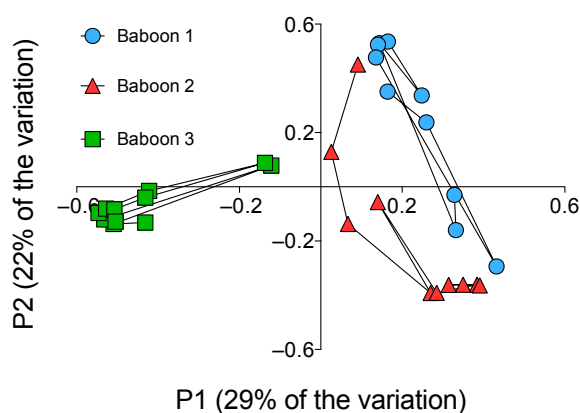 Baboon 1
Baboon 2
Baboon 3
0.6
0.2
−0.6
−0.2
0.2
0.6
−0.2
−0.6
P2 (22% of the variation)
P1 (29% of the variation)